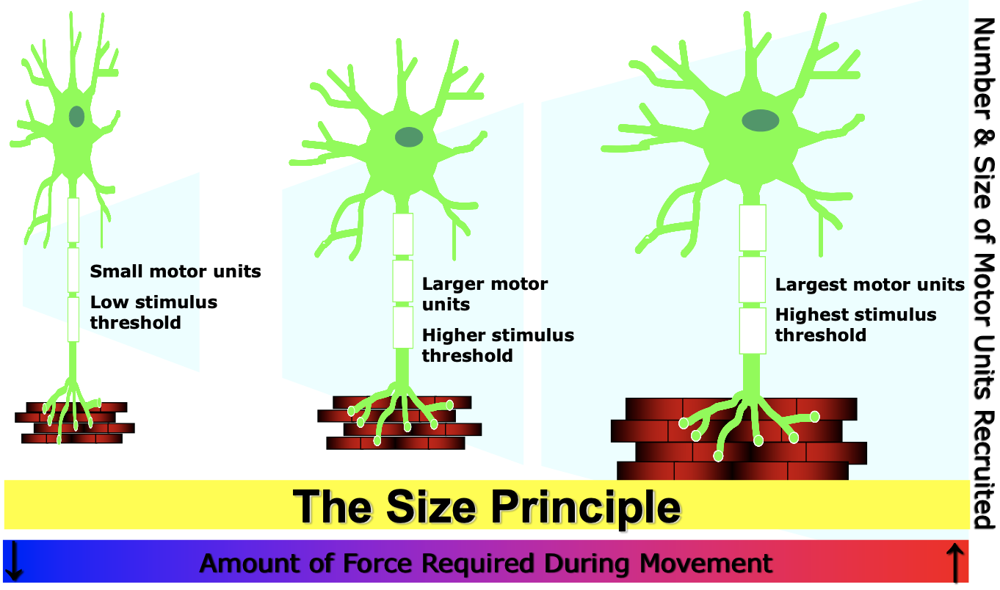 Small motor units
Low stimulus
threshold
Larger motor
units
Higher stimulus
threshold
Largest motor units
Highest stimulus
threshold
Number & Size of Motor Units Recruited
The Size Principle
Amount of Force Required During Movement